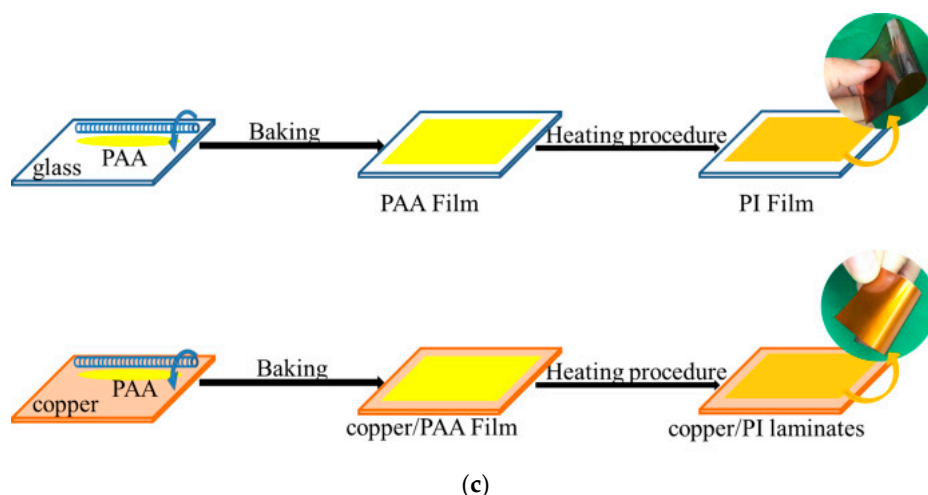 Baking
Heating procedure
PAA
glass
PAA Film
PI Film
Baking
Heating procedure
PAA
copper
copper/PAA Film
copper/PI laminates
(c)